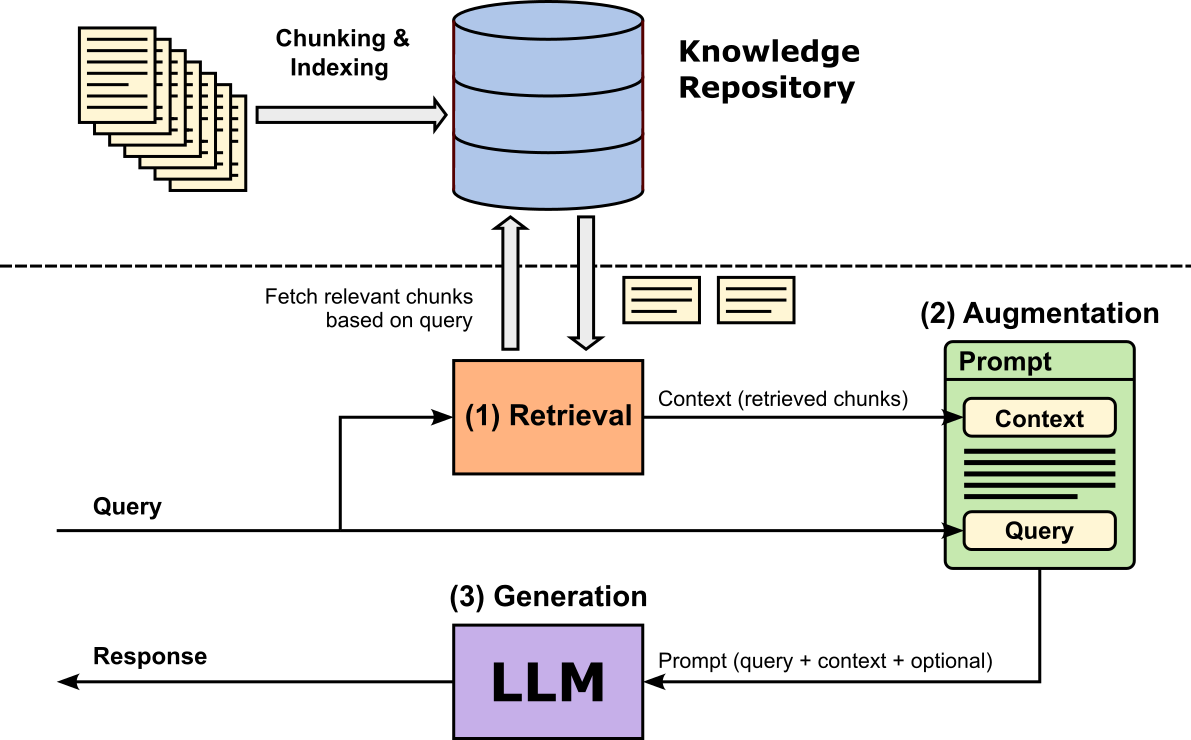 Chunking &
Indexing
Knowledge
Repository
Fetch relevant chunks
based on query
(2) Augmentation
Prompt
(1) Retrieval
Context (retrieved chunks)
Context
Query
Query
(3) Generation
Response
LLM
Prompt (query + context + optional)